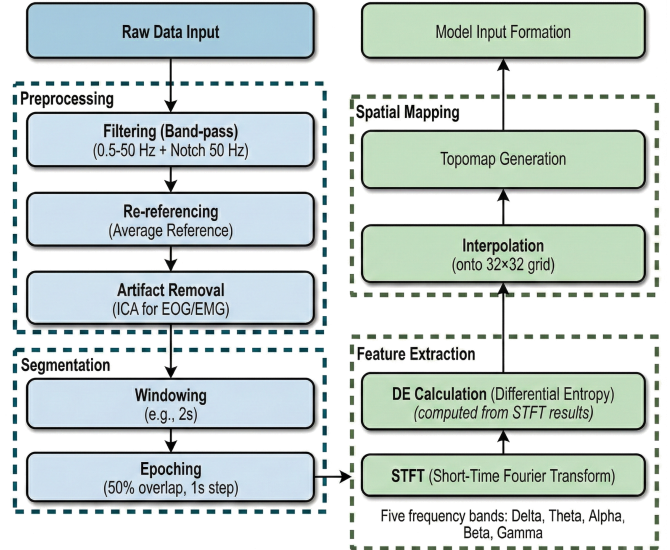 Raw Data Input
Preprocessing
Filtering (Band-pass)
(0.5-50 Hz + Notch 50 Hz)
Re-referencing
(Average Reference)
Artifact Removal
(ICA for EOG/EMG)
Segmentation
Windowing
(e.g., 2s)
Epoching
(50% overlap, 1s step)
Model Input Formation
Spatial Mapping
Topomap Generation
Interpolation
(onto 32×32 grid)
Feature Extraction
DE Calculation (Differential Entropy)
(computed from STFT results)
STFT (Short-Time Fourier Transform)
Five frequency bands: Delta, Theta, Alpha,
Beta, Gamma